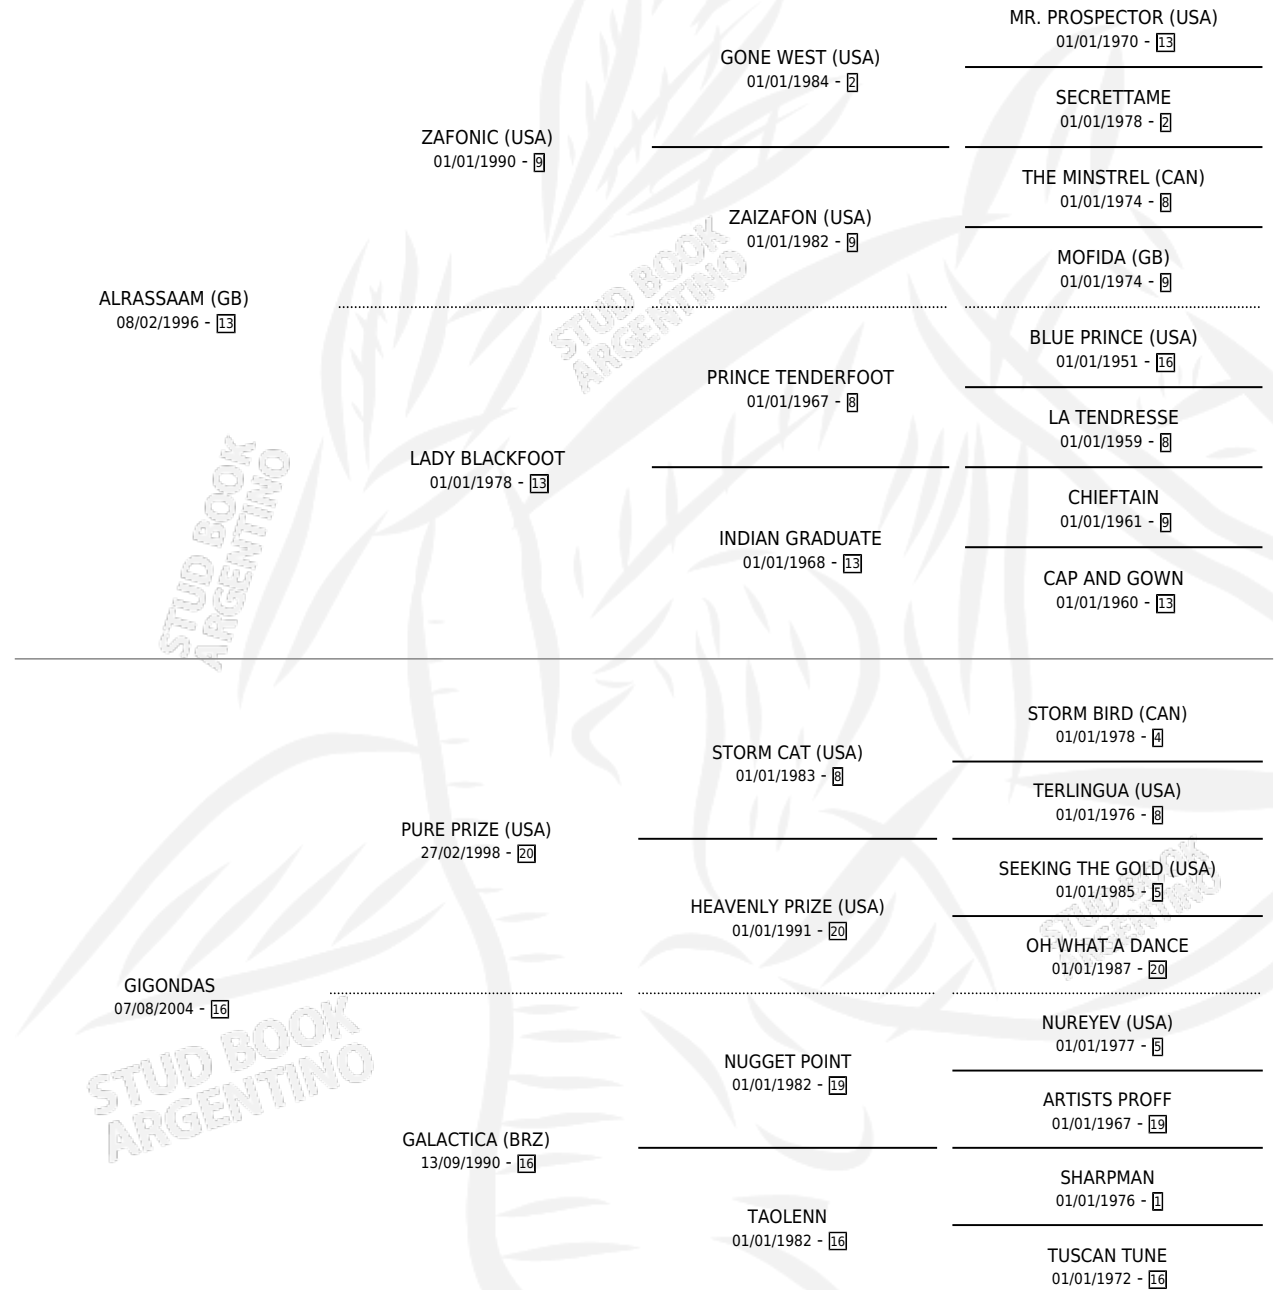 MR. PROSPECTOR (USA)
01/01/1970 - 13
GONE WEST (USA)
01/01/1984 - 2
SECRETTAME
01/01/1978 - 2
ZAFONIC (USA)
01/01/1990 - 9
THE MINSTREL (CAN)
01/01/1974 - 8
ZAIZAFON (USA)
01/01/1982 - 9
MOFIDA (GB)
01/01/1974 - 9
ALRASSAAM (GB)
08/02/1996 - 13
BLUE PRINCE (USA)
01/01/1951 - 16
PRINCE TENDERFOOT
01/01/1967 - 8
LA TENDRESSE
01/01/1959 - 8
LADY BLACKFOOT
01/01/1978 - 13
CHIEFTAIN
01/01/1961 - 9
INDIAN GRADUATE
01/01/1968 - 13
CAP AND GOWN
01/01/1960 - 13
STORM BIRD (CAN)
01/01/1978 - 4
STORM CAT (USA)
01/01/1983 - 8
TERLINGUA (USA)
01/01/1976 - 8
PURE PRIZE (USA)
27/02/1998 - 20
SEEKING THE GOLD (USA)
01/01/1985 - 5
HEAVENLY PRIZE (USA)
01/01/1991 - 20
OH WHAT A DANCE
01/01/1987 - 20
GIGONDAS
07/08/2004 - 16
NUREYEV (USA)
01/01/1977 - 5
NUGGET POINT
01/01/1982 - 19
ARTISTS PROFF
01/01/1967 - 19
GALACTICA (BRZ)
13/09/1990 - 16
SHARPMAN
01/01/1976 - 1
TAOLENN
01/01/1982 - 16
TUSCAN TUNE
01/01/1972 - 16
STUD BOOK
ARGENTINO
STUD BOOK
ARGENTINO
STUD BOOK
ARGENTINO
STUD BOOK
ARGENTINO